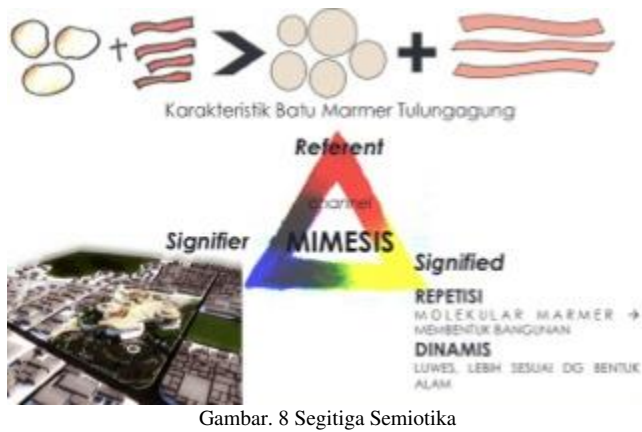 Karakteristik Batu Marmer Tulungagung
Referent
channel
Signifier
MIMESIS
Signified
REPETISI
MOLEKULAR MARMER →
MEMBENTUK BANGUNAN
DINAMIS
LUWES, LEBIH SESUAI DG BENTUK
ALAM
Gambar. 8 Segitiga Semiotika